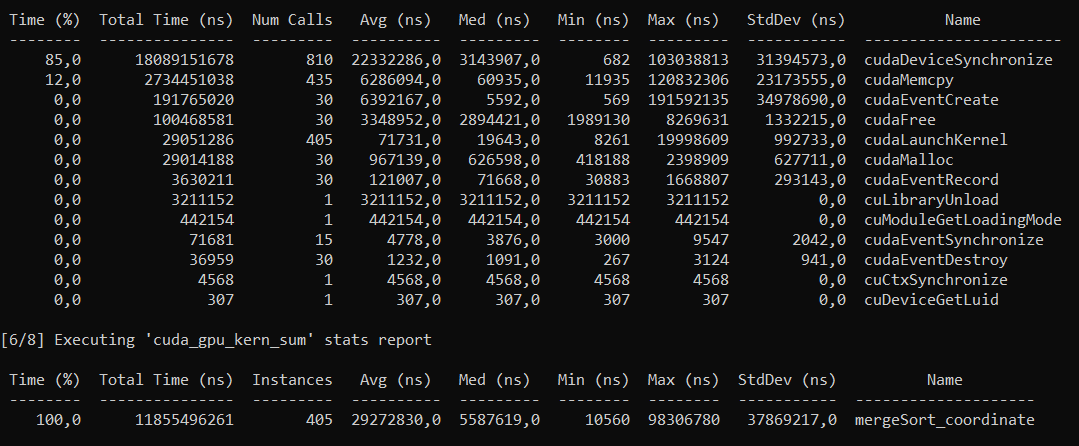 Time (%)  Total Time (ns)  Num Calls   Avg (ns)   Med (ns)   Min (ns)  Max (ns)   StdDev (ns)           Name
--------  ---------------  ---------  ----------  ---------  --------  ---------  -----------  ----------------------
    85,0      18089151678        810  22332286,0  3143907,0       682  103038813   31394573,0  cudaDeviceSynchronize
    12,0       2734451038        435   6286094,0    60935,0     11935  120832306   23173555,0  cudaMemcpy
     0,0        191765020         30   6392167,0     5592,0       569  191592135   34978690,0  cudaEventCreate
     0,0        100468581         30   3348952,0  2894421,0   1989130    8269631    1332215,0  cudaFree
     0,0         29051286        405     71731,0    19643,0      8261   19998609     992733,0  cudaLaunchKernel
     0,0         29014188         30    967139,0   626598,0    418188    2398909     627711,0  cudaMalloc
     0,0          3630211         30    121007,0    71668,0     30883    1668807     293143,0  cudaEventRecord
     0,0          3211152          1   3211152,0  3211152,0   3211152    3211152          0,0  cuLibraryUnload
     0,0           442154          1    442154,0   442154,0    442154     442154          0,0  cuModuleGetLoadingMode
     0,0            71681         15      4778,0     3876,0      3000       9547       2042,0  cudaEventSynchronize
     0,0            36959         30      1232,0     1091,0       267       3124        941,0  cudaEventDestroy
     0,0             4568          1      4568,0     4568,0      4568       4568          0,0  cuCtxSynchronize
     0,0              307          1       307,0      307,0       307        307          0,0  cuDeviceGetLuid
[6/8] Executing 'cuda_gpu_kern_sum' stats report
Time (%)  Total Time (ns)  Instances   Avg (ns)   Med (ns)   Min (ns)  Max (ns)  StdDev (ns)          Name
--------  ---------------  ---------  ----------  ---------  --------  --------  -----------  --------------------
   100,0      11855496261        405  29272830,0  5587619,0     10560  98306780   37869217,0  mergeSort_coordinate